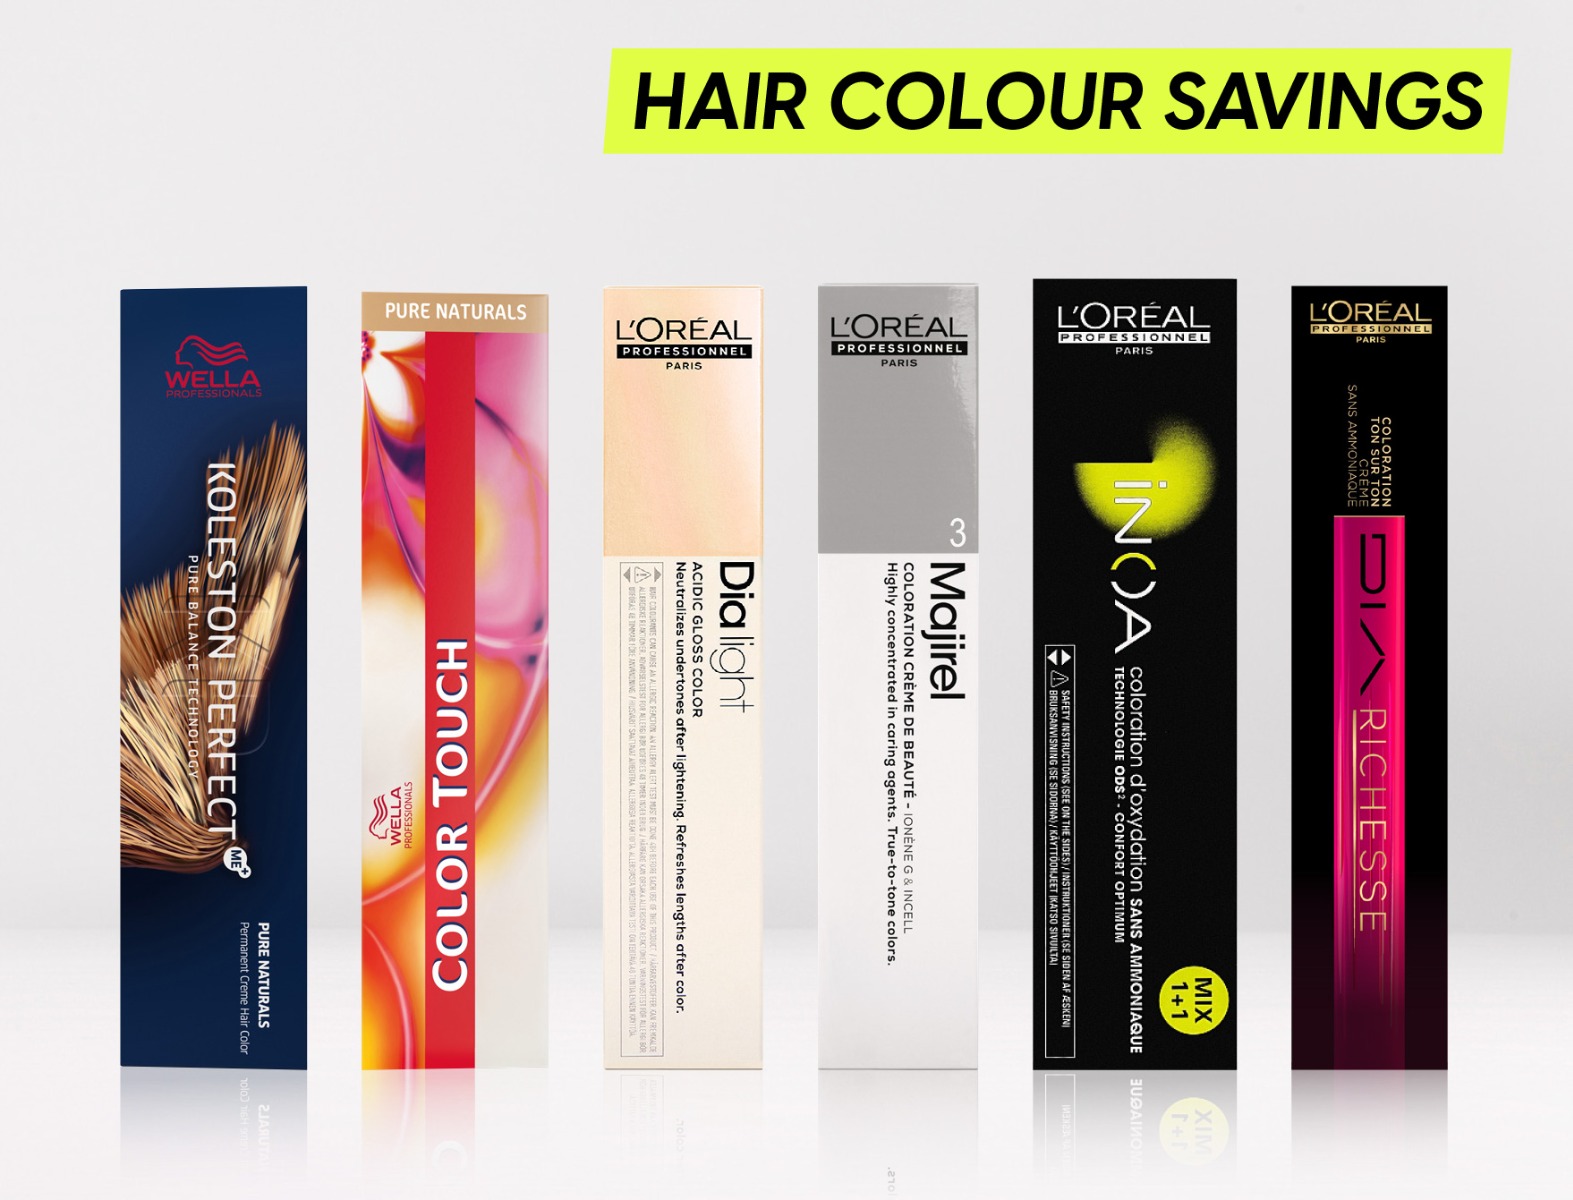 HAIR COLOUR SAVINGS
WELLA
PROFESSIONALS
KOLESTON PERFECT
ME+
PURE BALANCE TECHNOLOGY
PURE NATURALS
Permanent Creme Hair Color
PURE NATURALS
WELLA
PROFESSIONALS
COLOR TOUCH
L'ORÉAL
PROFESSIONNEL
PARIS
Dia light
ACIDIC GLOSS COLOR
Neutralizes undertones after lightening. Refreshes lengths after color.
L'ORÉAL
PROFESSIONNEL
PARIS
3
Majirel
COLORATION CRÈME DE BEAUTÉ - IONÈNE G & INCELL
Highly concentrated in caring agents. True-to-tone colors.
L'ORÉAL
PROFESSIONNEL
PARIS
iNOA
coloration d'oxydation SANS AMMONIAQUE
TECHNOLOGIE ODS² - CONFORT OPTIMUM
SAFETY INSTRUCTIONS (SEE ON THE SIDES) / INSTRUKTIONER (SE SIDEN AF ÆSKEN)
BRUKSANVISNING (SE SIDORNA) / KÄYTTÖOHJEET (KATSO SIVUILTA)
MIX
1+1
L'ORÉAL
PROFESSIONNEL
PARIS
COLORATION
TON SUR TON
CRÈME
SANS AMMONIAQUE
DIA RICHESSE